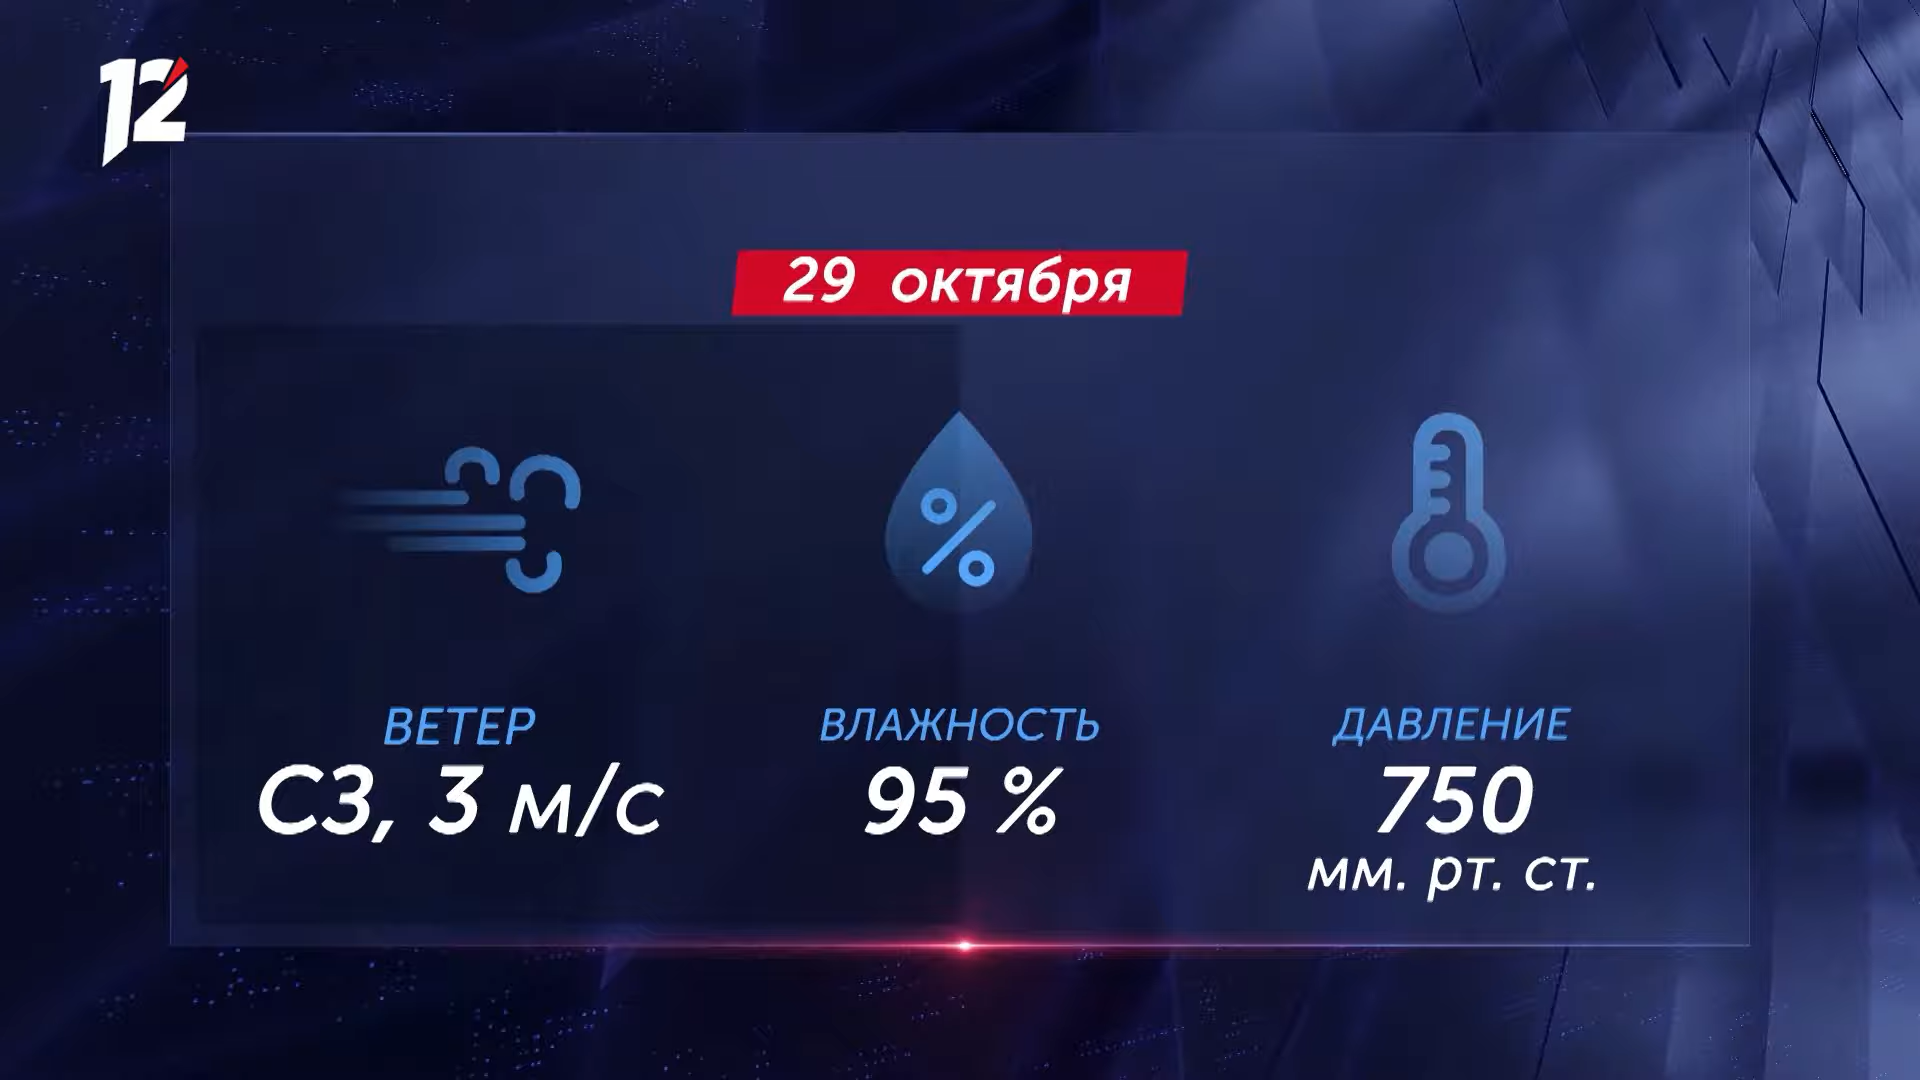 12
29 октября
ВЕТЕР
СЗ, 3 м/с
%
ВЛАЖНОСТЬ
95 %
ДАВЛЕНИЕ
750
мм. рт. ст.